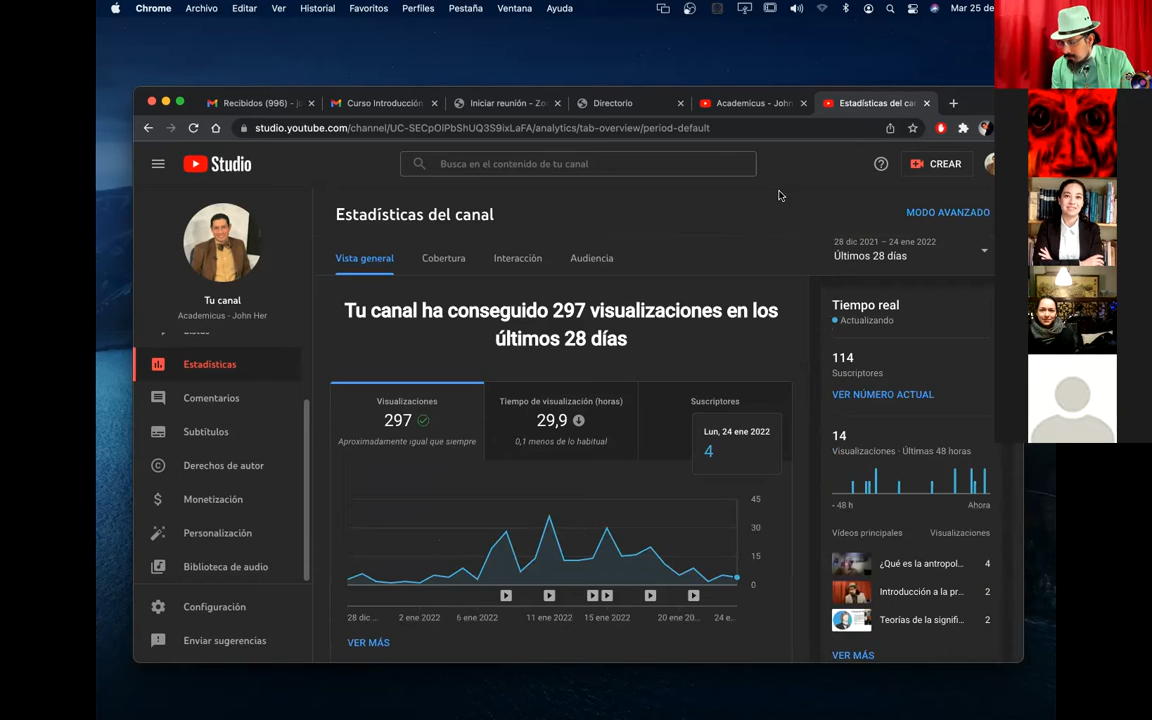 Chrome Archivo Editar Ver Historial Favoritos Perfiles Pestaña Ventana Ayuda
Mar 25 de
Recibidos (996) - jo
Curso Introducción
Iniciar reunión - Zoo
Directorio
Academicus - John
Estadísticas del can
studio.youtube.com/channel/UC-SECpOlPbShUQ3S9ixLaFA/analytics/tab-overview/period-default
Studio
Busca en el contenido de tu canal
CREAR
Estadísticas del canal
MODO AVANZADO
28 dic 2021 – 24 ene 2022
Últimos 28 días
Vista general Cobertura Interacción Audiencia
Tu canal
Academicus - John Her
Estadísticas
Comentarios
Subtítulos
Derechos de autor
Monetización
Personalización
Biblioteca de audio
Configuración
Enviar sugerencias
Tu canal ha conseguido 297 visualizaciones en los
últimos 28 días
Visualizaciones
297
Aproximadamente igual que siempre
Tiempo de visualización (horas)
29,9
0,1 menos de lo habitual
Suscriptores
Lun, 24 ene 2022
4
45
30
15
0
28 dic ... 2 ene 2022 6 ene 2022 11 ene 2022 15 ene 2022 20 ene 20... 24 e...
VER MÁS
Tiempo real
Actualizando
114
Suscriptores
VER NÚMERO ACTUAL
14
Visualizaciones · Últimas 48 horas
- 48 h Ahora
Vídeos principales Visualizaciones
¿Qué es la antropol... 4
Introducción a la pr... 2
Teorías de la signifi... 2
VER MÁS